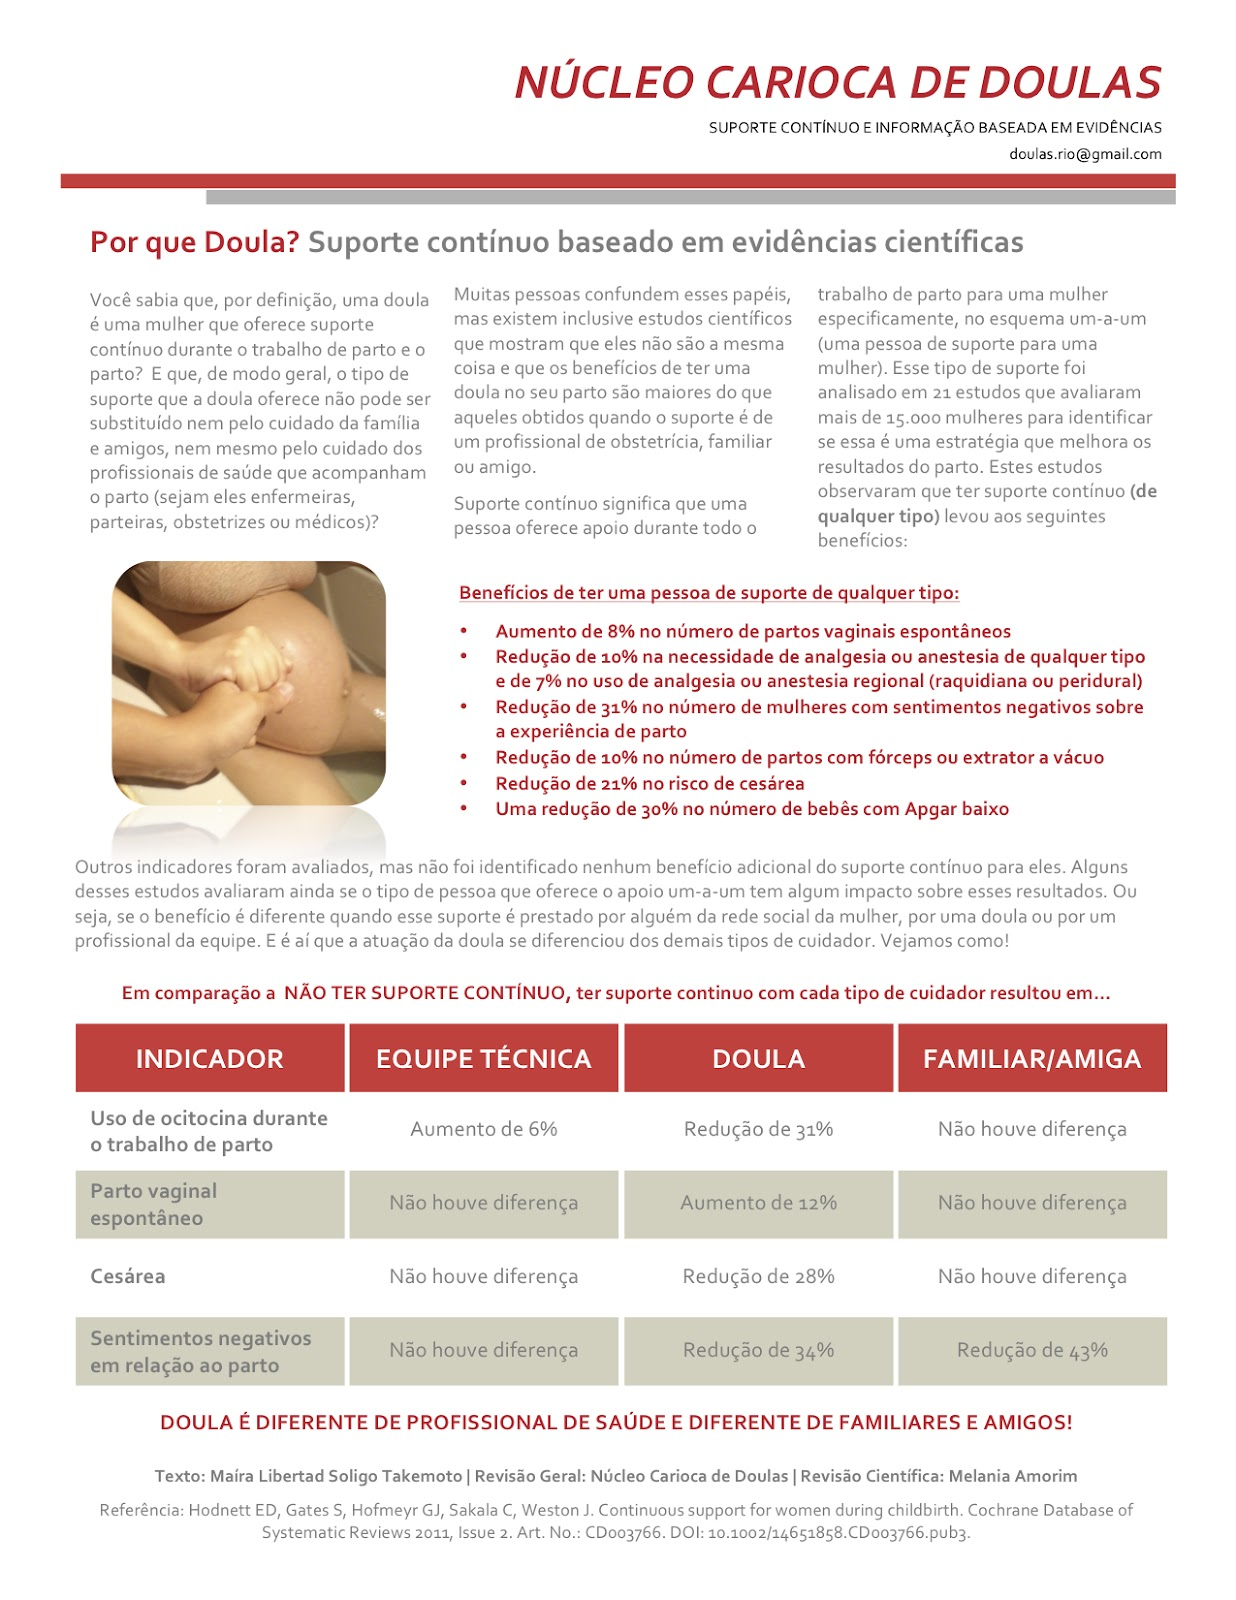 NÚCLEO CARIOCA DE DOULAS
SUPORTE CONTÍNUO E INFORMAÇÃO BASEADA EM EVIDÊNCIAS
doulas.rio@gmail.com
Por que Doula? Suporte contínuo baseado em evidências científicas
Você sabia que, por definição, uma doula
é uma mulher que oferece suporte
contínuo durante o trabalho de parto e o
parto? E que, de modo geral, o tipo de
suporte que a doula oferece não pode ser
substituído nem pelo cuidado da família
e amigos, nem mesmo pelo cuidado dos
profissionais de saúde que acompanham
o parto (sejam eles enfermeiras,
parteiras, obstetrizes ou médicos)?
Muitas pessoas confundem esses papéis,
mas existem inclusive estudos científicos
que mostram que eles não são a mesma
coisa e que os benefícios de ter uma
doula no seu parto são maiores do que
aqueles obtidos quando o suporte é de
um profissional de obstetrícia, familiar
ou amigo.
Suporte contínuo significa que uma
pessoa oferece apoio durante todo o
trabalho de parto para uma mulher
especificamente, no esquema um-a-um
(uma pessoa de suporte para uma
mulher). Esse tipo de suporte foi
analisado em 21 estudos que avaliaram
mais de 15.000 mulheres para identificar
se essa é uma estratégia que melhora os
resultados do parto. Estes estudos
observaram que ter suporte contínuo (de
qualquer tipo) levou aos seguintes
benefícios:
Benefícios de ter uma pessoa de suporte de qualquer tipo:
• Aumento de 8% no número de partos vaginais espontâneos
• Redução de 10% na necessidade de analgesia ou anestesia de qualquer tipo
e de 7% no uso de analgesia ou anestesia regional (raquidiana ou peridural)
• Redução de 31% no número de mulheres com sentimentos negativos sobre
a experiência de parto
• Redução de 10% no número de partos com fórceps ou extrator a vácuo
• Redução de 21% no risco de cesárea
• Uma redução de 30% no número de bebês com Apgar baixo
Outros indicadores foram avaliados, mas não foi identificado nenhum benefício adicional do suporte contínuo para eles. Alguns
desses estudos avaliaram ainda se o tipo de pessoa que oferece o apoio um-a-um tem algum impacto sobre esses resultados. Ou
seja, se o benefício é diferente quando esse suporte é prestado por alguém da rede social da mulher, por uma doula ou por um
profissional da equipe. E é aí que a atuação da doula se diferenciou dos demais tipos de cuidador. Vejamos como!
Em comparação a NÃO TER SUPORTE CONTÍNUO, ter suporte continuo com cada tipo de cuidador resultou em...
INDICADOR EQUIPE TÉCNICA DOULA FAMILIAR/AMIGA
Uso de ocitocina durante
o trabalho de parto
Aumento de 6% Redução de 31% Não houve diferença
Parto vaginal
espontâneo
Não houve diferença Aumento de 12% Não houve diferença
Cesárea Não houve diferença Redução de 28% Não houve diferença
Sentimentos negativos
em relação ao parto
Não houve diferença Redução de 34% Redução de 43%
DOULA É DIFERENTE DE PROFISSIONAL DE SAÚDE E DIFERENTE DE FAMILIARES E AMIGOS!
Texto: Maíra Libertad Soligo Takemoto | Revisão Geral: Núcleo Carioca de Doulas | Revisão Científica: Melania Amorim
Referência: Hodnett ED, Gates S, Hofmeyr GJ, Sakala C, Weston J. Continuous support for women during childbirth. Cochrane Database of
Systematic Reviews 2011, Issue 2. Art. No.: CD003766. DOI: 10.1002/14651858.CD003766.pub3.